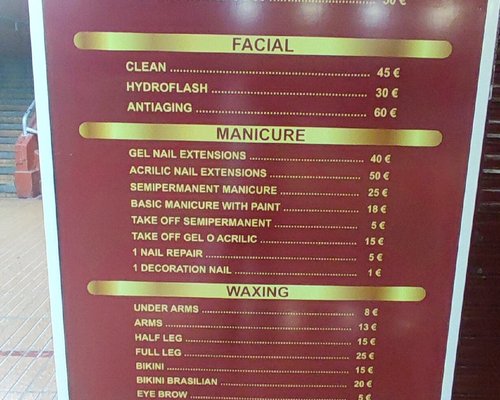 FACIAL
CLEAN 45 €
HYDROFLASH 30 €
ANTIAGING 60 €
MANICURE
GEL NAIL EXTENSIONS 40 €
ACRILIC NAIL EXTENSIONS 50 €
SEMIPERMANENT MANICURE 25 €
BASIC MANICURE WITH PAINT 18 €
TAKE OFF SEMIPERMANENT 5 €
TAKE OFF GEL O ACRILIC 15 €
1 NAIL REPAIR 5 €
1 DECORATION NAIL 1 €
WAXING
UNDER ARMS 8 €
ARMS 13 €
HALF LEG 15 €
FULL LEG 25 €
BIKINI 15 €
BIKINI BRASILIAN 20 €
EYE BROW 5 €